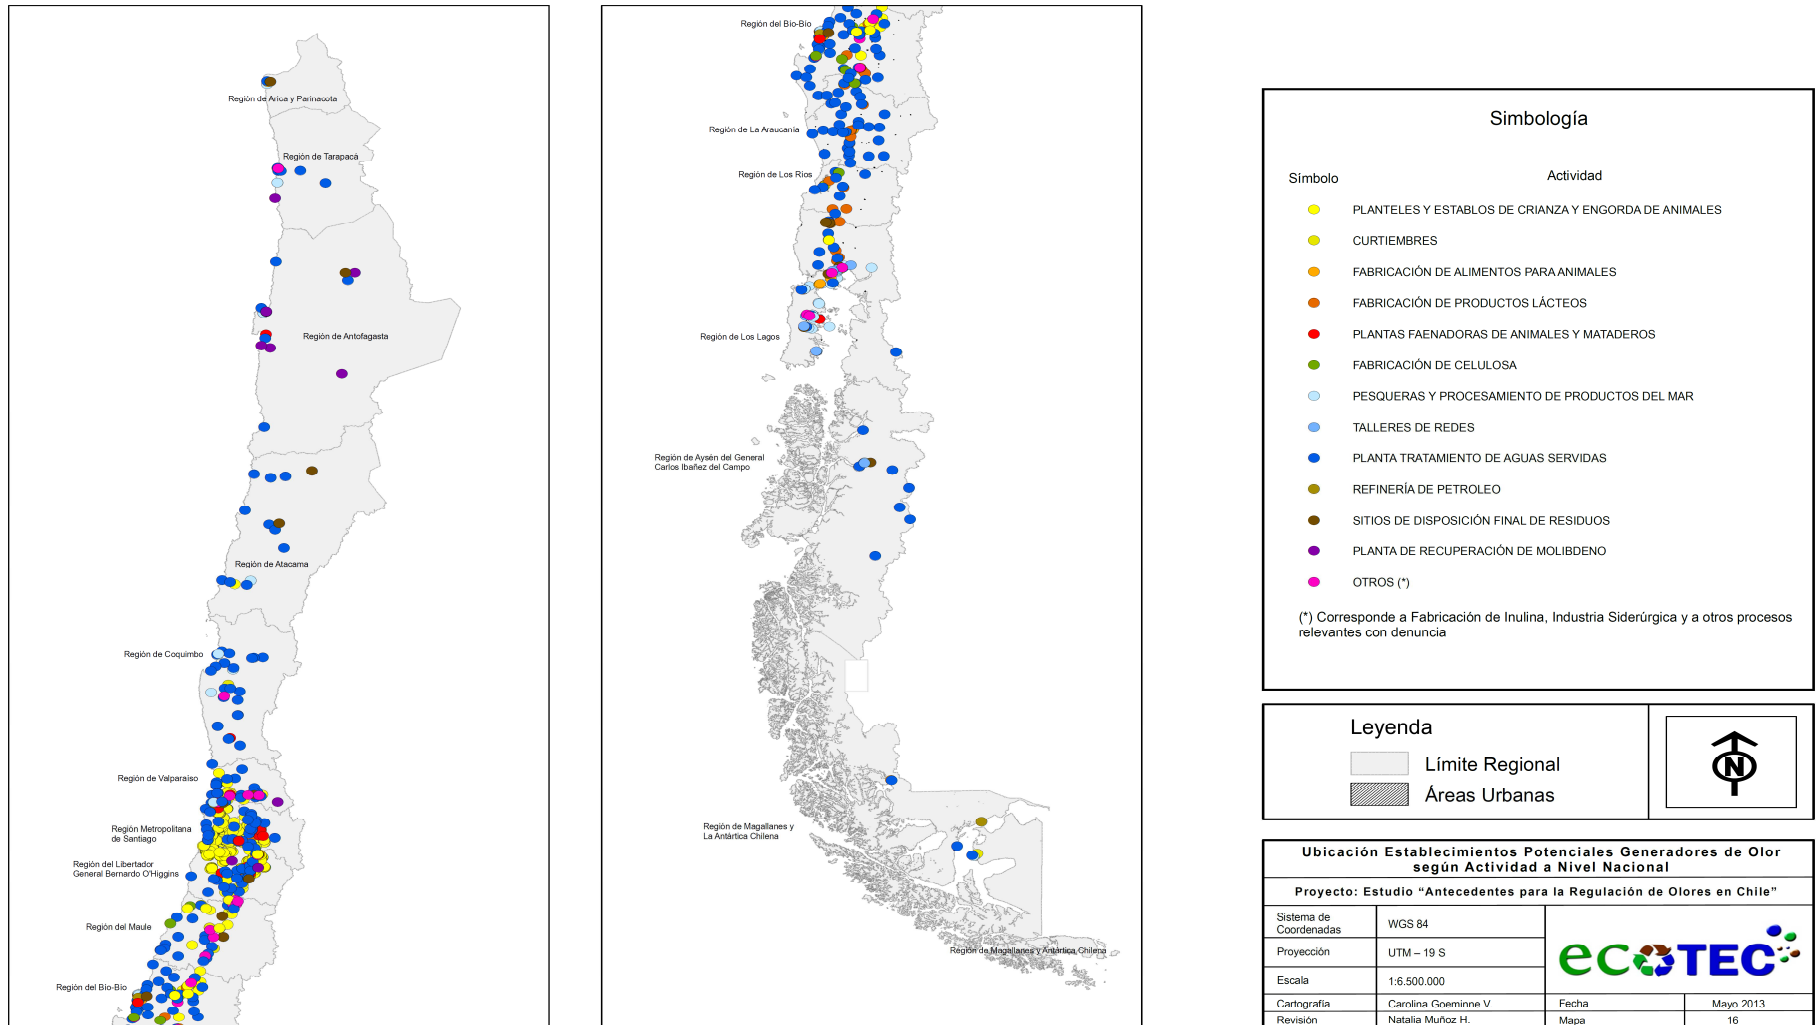 Región de Arica y Parinacota
Región de Tarapacá
Región de Antofagasta
Región de Atacama
Región de Coquimbo
Región de Valparaíso
Región Metropolitana
de Santiago
Región del Libertador
General Bernardo O'Higgins
Región del Maule
Región del Bío-Bío
Región del Bío-Bío
Región de La Araucanía
Región de Los Ríos
Región de Los Lagos
Región de Aysén del General
Carlos Ibañez del Campo
Región de Magallanes y
La Antártica Chilena
Región de Magallanes y Antártica Chilena
Simbología
Símbolo
Actividad
PLANTELES Y ESTABLOS DE CRIANZA Y ENGORDA DE ANIMALES
CURTIEMBRES
FABRICACIÓN DE ALIMENTOS PARA ANIMALES
FABRICACIÓN DE PRODUCTOS LÁCTEOS
PLANTAS FAENADORAS DE ANIMALES Y MATADEROS
FABRICACIÓN DE CELULOSA
PESQUERAS Y PROCESAMIENTO DE PRODUCTOS DEL MAR
TALLERES DE REDES
PLANTA TRATAMIENTO DE AGUAS SERVIDAS
REFINERÍA DE PETROLEO
SITIOS DE DISPOSICIÓN FINAL DE RESIDUOS
PLANTA DE RECUPERACIÓN DE MOLIBDENO
OTROS (*)
(*) Corresponde a Fabricación de Inulina, Industria Siderúrgica y a otros procesos
relevantes con denuncia
Leyenda
Límite Regional
Áreas Urbanas
N
Ubicación Establecimientos Potenciales Generadores de Olor
según Actividad a Nivel Nacional
Proyecto: Estudio “Antecedentes para la Regulación de Olores en Chile”
Sistema de
Coordenadas
WGS 84
Proyección
UTM – 19 S
Escala
1:6.500.000
ecoTEC
Cartografía
Carolina Goeminne V
Fecha
Mayo 2013
Revisión
Natalia Muñoz H.
Mapa
16